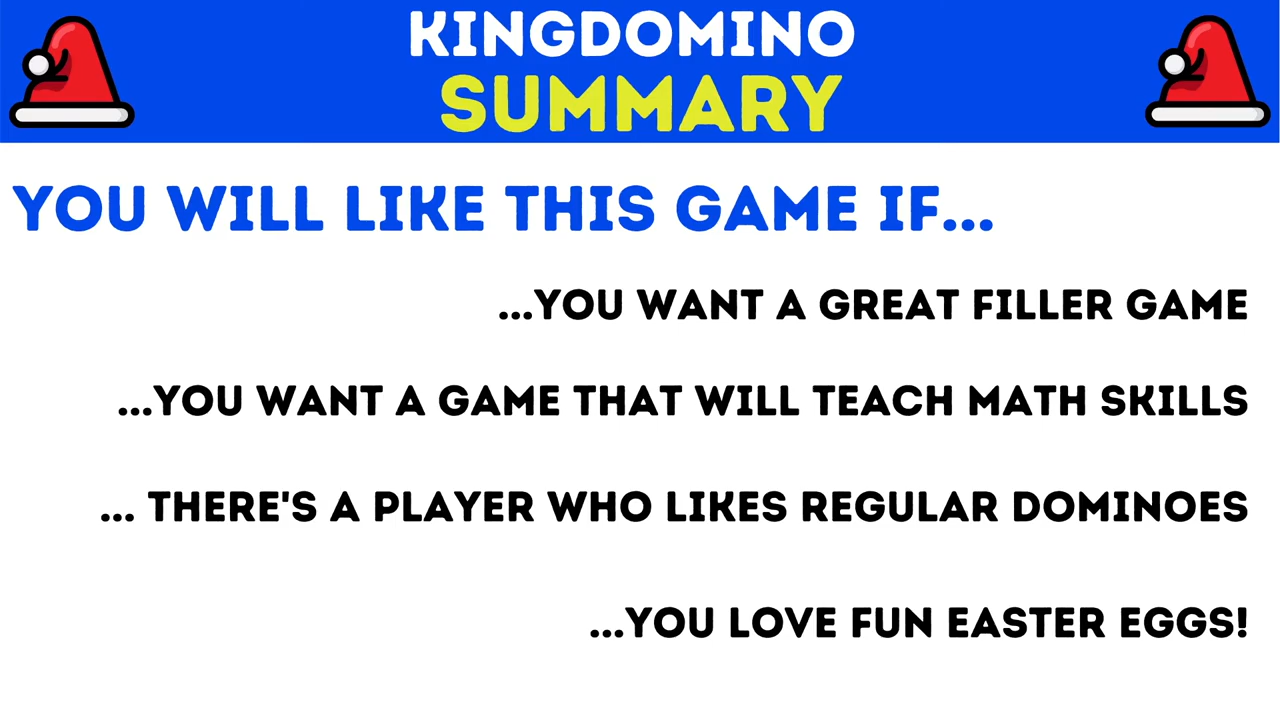 KINGDOMINO
SUMMARY
YOU WILL LIKE THIS GAME IF...
...YOU WANT A GREAT FILLER GAME
...YOU WANT A GAME THAT WILL TEACH MATH SKILLS
... THERE'S A PLAYER WHO LIKES REGULAR DOMINOES
...YOU LOVE FUN EASTER EGGS!